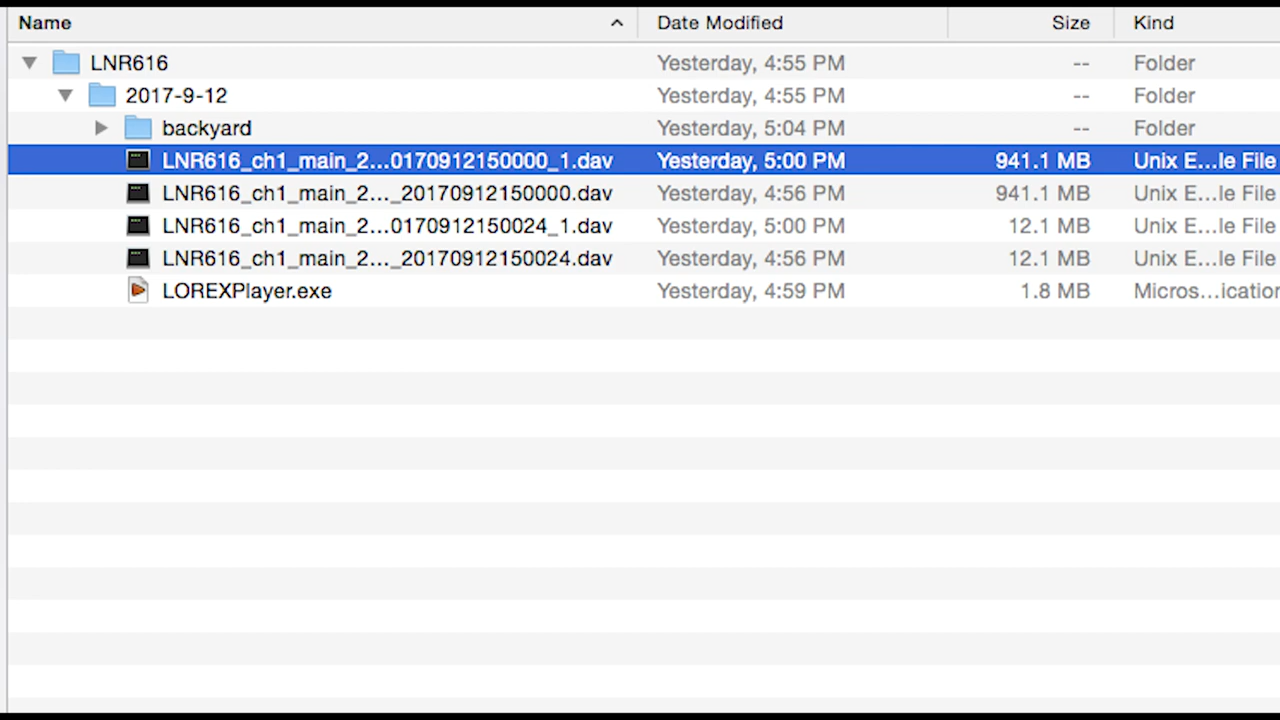 Name Date Modified Size Kind
LNR616 Yesterday, 4:55 PM -- Folder
2017-9-12 Yesterday, 4:55 PM -- Folder
backyard Yesterday, 5:04 PM -- Folder
LNR616_ch1_main_2...0170912150000_1.dav Yesterday, 5:00 PM 941.1 MB Unix E...le File
LNR616_ch1_main_2..._20170912150000.dav Yesterday, 4:56 PM 941.1 MB Unix E...le File
LNR616_ch1_main_2...0170912150024_1.dav Yesterday, 5:00 PM 12.1 MB Unix E...le File
LNR616_ch1_main_2..._20170912150024.dav Yesterday, 4:56 PM 12.1 MB Unix E...le File
LOREXPlayer.exe Yesterday, 4:59 PM 1.8 MB Micros...ication